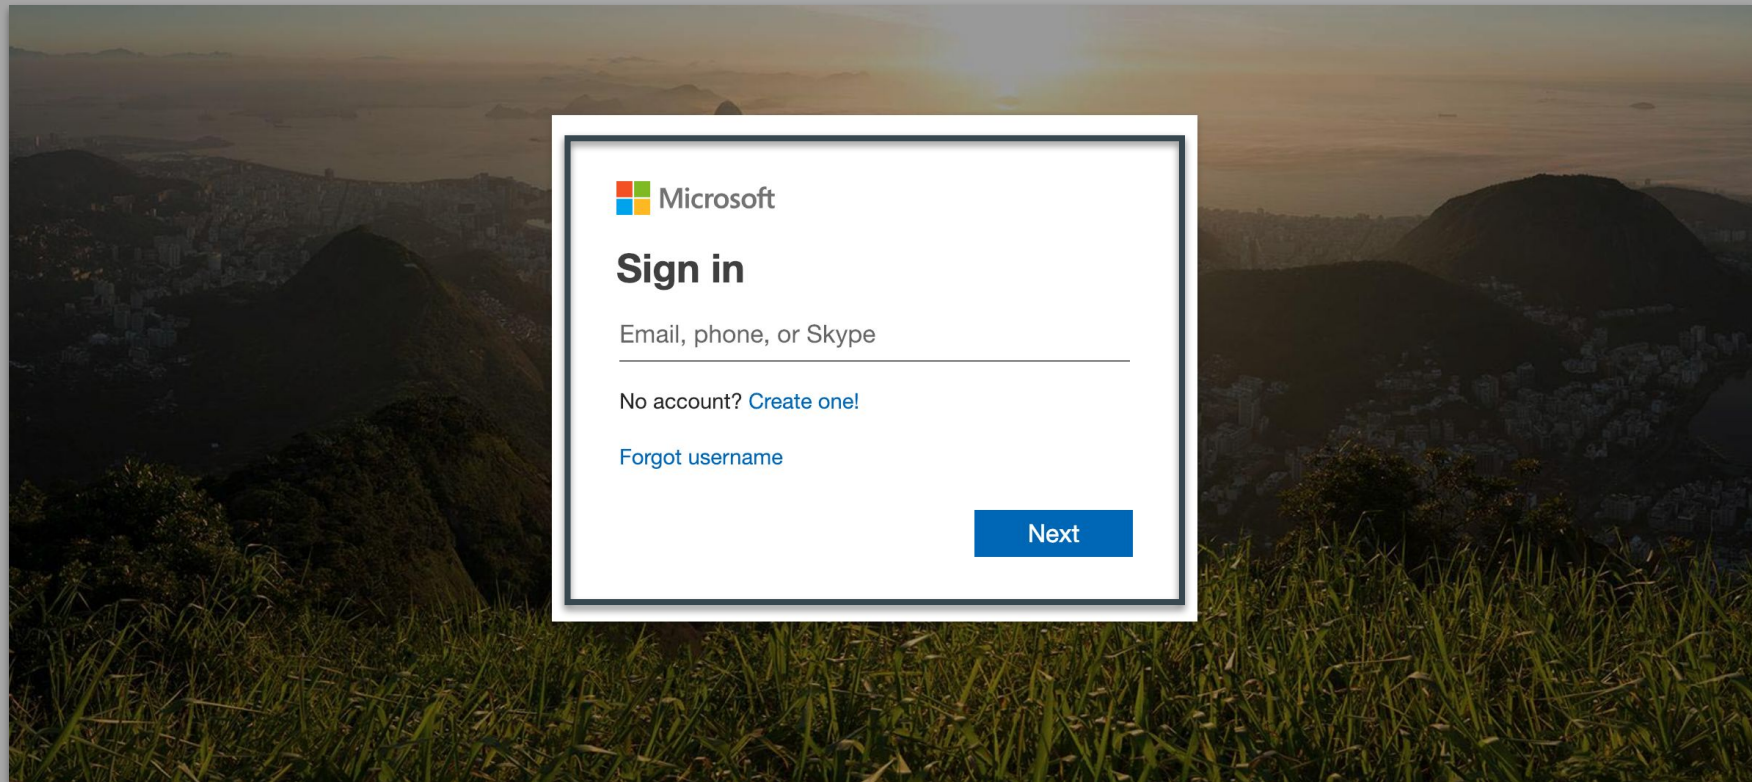 Microsoft
Sign in
Email, phone, or Skype
No account? Create one!
Forgot username
Next